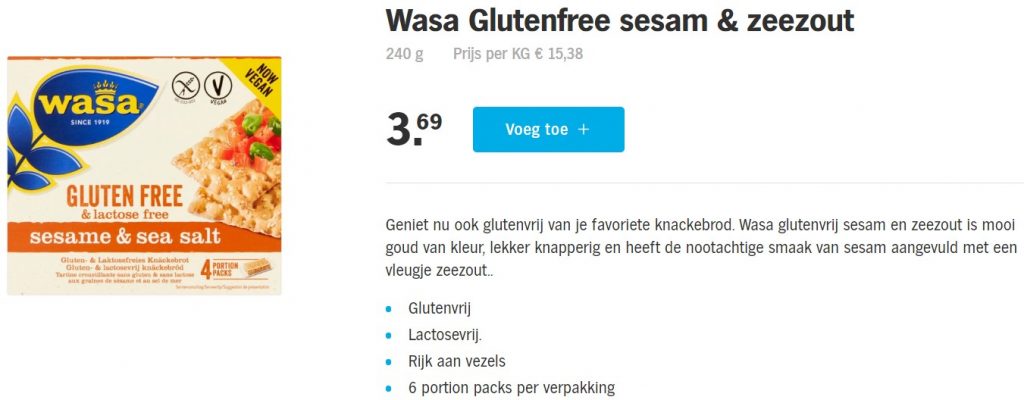 Wasa Glutenfree sesam & zeezout
240 g Prijs per KG € 15,38
3.69
Voeg toe +
Geniet nu ook glutenvrij van je favoriete knackebrod. Wasa glutenvrij sesam en zeezout is mooi
goud van kleur, lekker knapperig en heeft de nootachtige smaak van sesam aangevuld met een
vleugje zeezout..
Glutenvrij
Lactosevrij.
Rijk aan vezels
6 portion packs per verpakking
NOW
VEGAN
wasa
SINCE 1919
VEGAN
GLUTEN FREE
& lactose free
sesame & sea salt
Gluten- & Laktosefreies Knäckebrot
Gluten- & lactosevrij knäckebröd
Tartine croustillante sans gluten & sans lactose
aux graines de sésame et au sel de mer
4 PORTION
PACKS